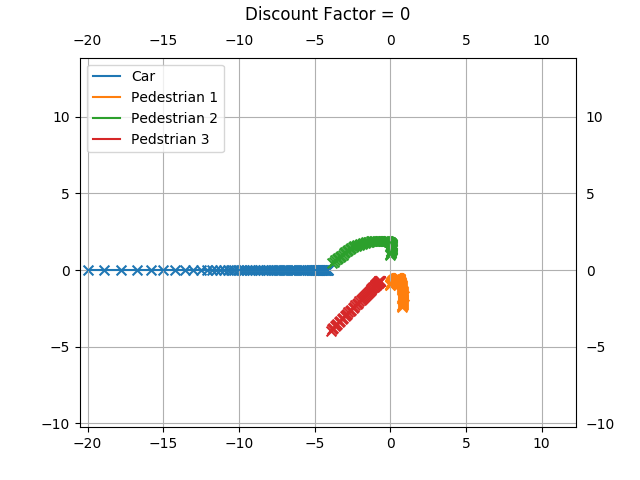 Discount Factor = 0
−20 −15 −10 −5 0 5 10
Car
Pedestrian 1
Pedestrian 2
Pedstrian 3
10 10
5 5
0 0
−5 −5
−10 −10
−20 −15 −10 −5 0 5 10